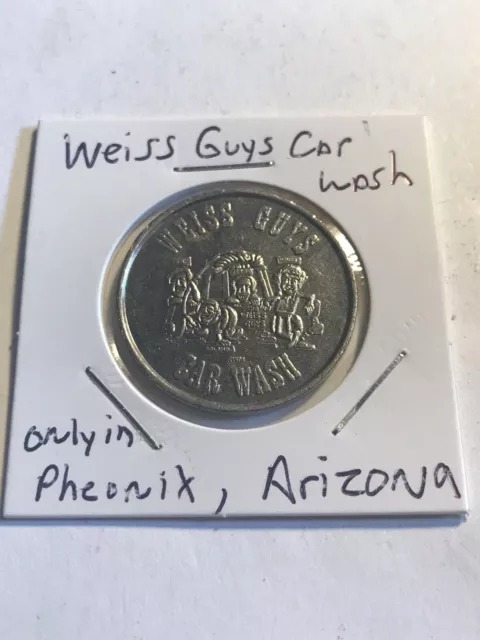 Weiss Guys Car
wash
WEISS GUYS
CAR WASH
only in
Pheonix, Arizona